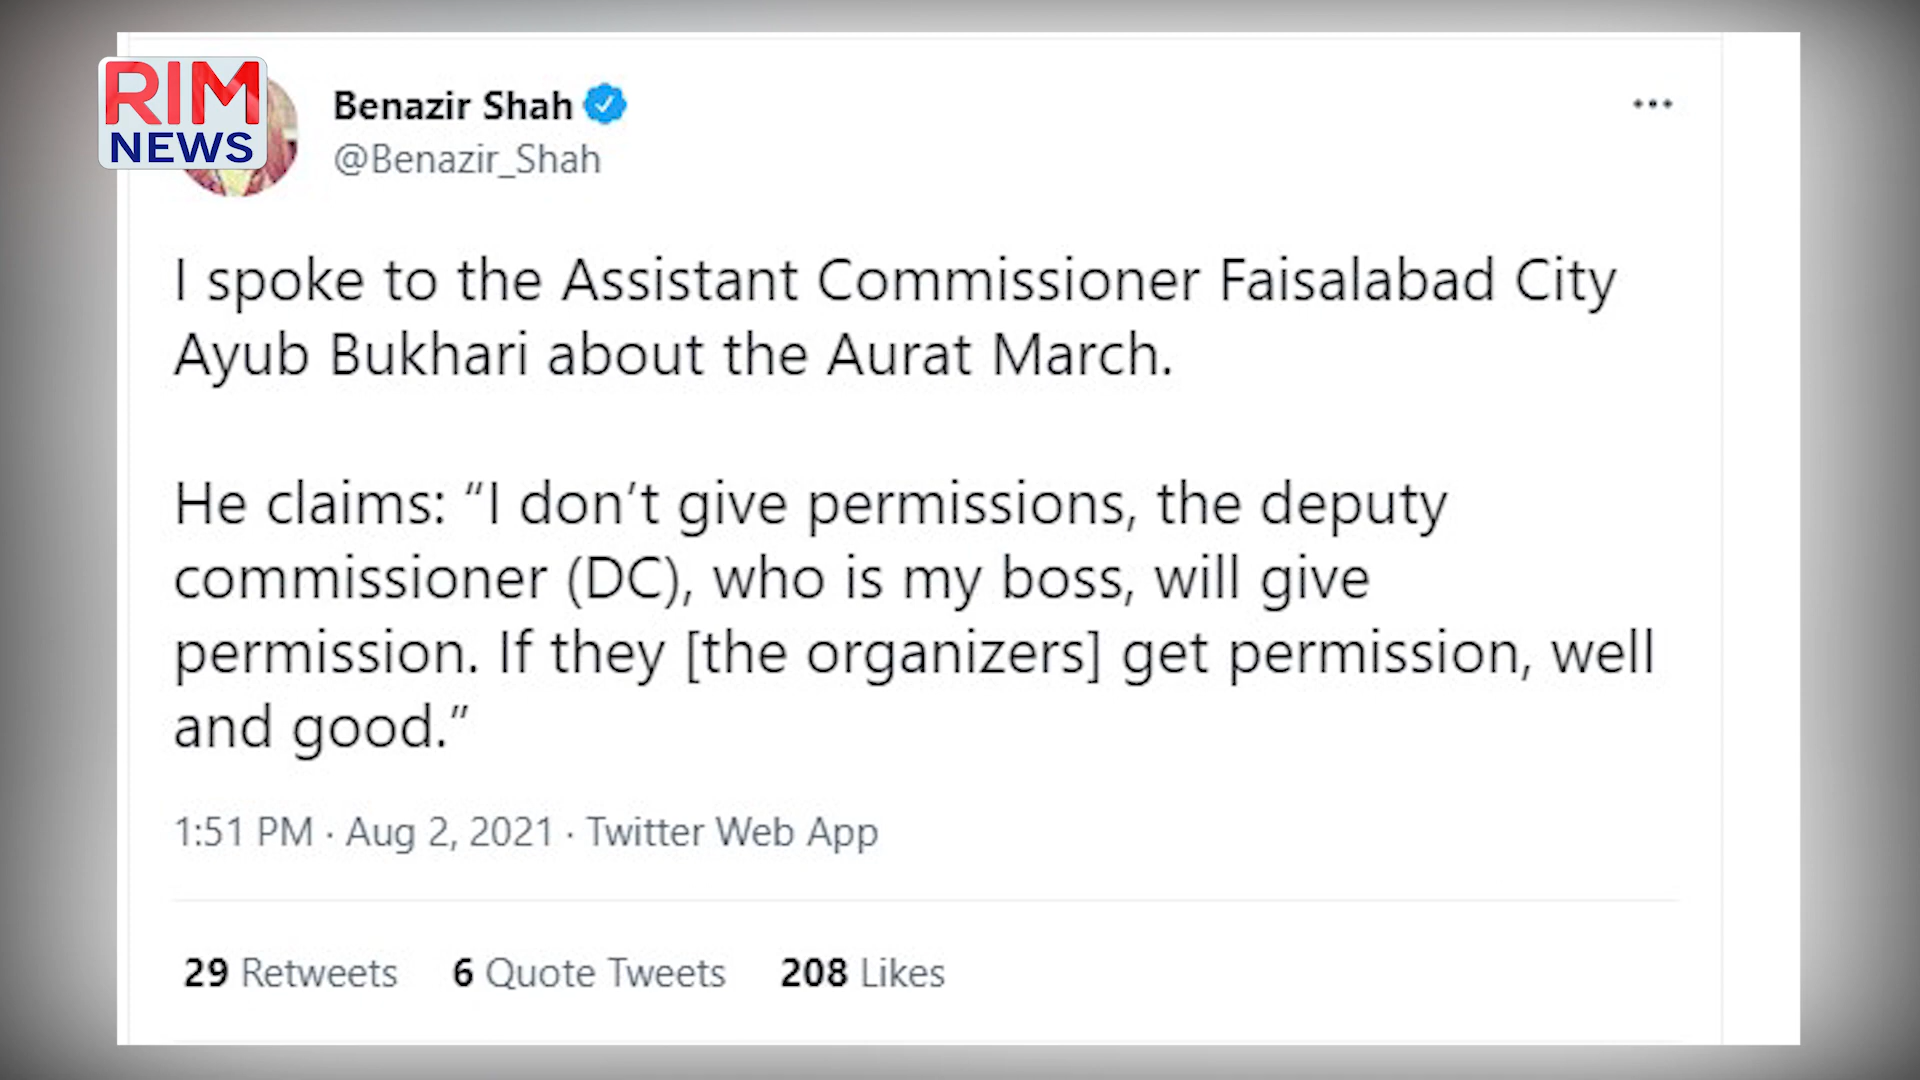 RIM
NEWS
Benazir Shah
@Benazir_Shah
I spoke to the Assistant Commissioner Faisalabad City
Ayub Bukhari about the Aurat March.
He claims: “I don’t give permissions, the deputy
commissioner (DC), who is my boss, will give
permission. If they [the organizers] get permission, well
and good.”
1:51 PM · Aug 2, 2021 · Twitter Web App
29 Retweets 6 Quote Tweets 208 Likes